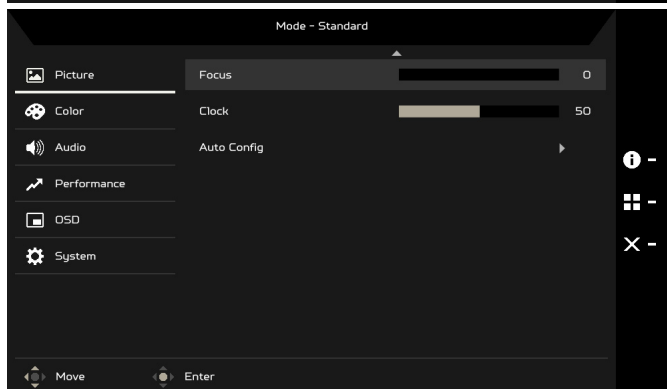 Mode - Standard
Picture
Focus 0
Color
Clock 50
Audio
Auto Config
Performance
OSD
System
Move Enter